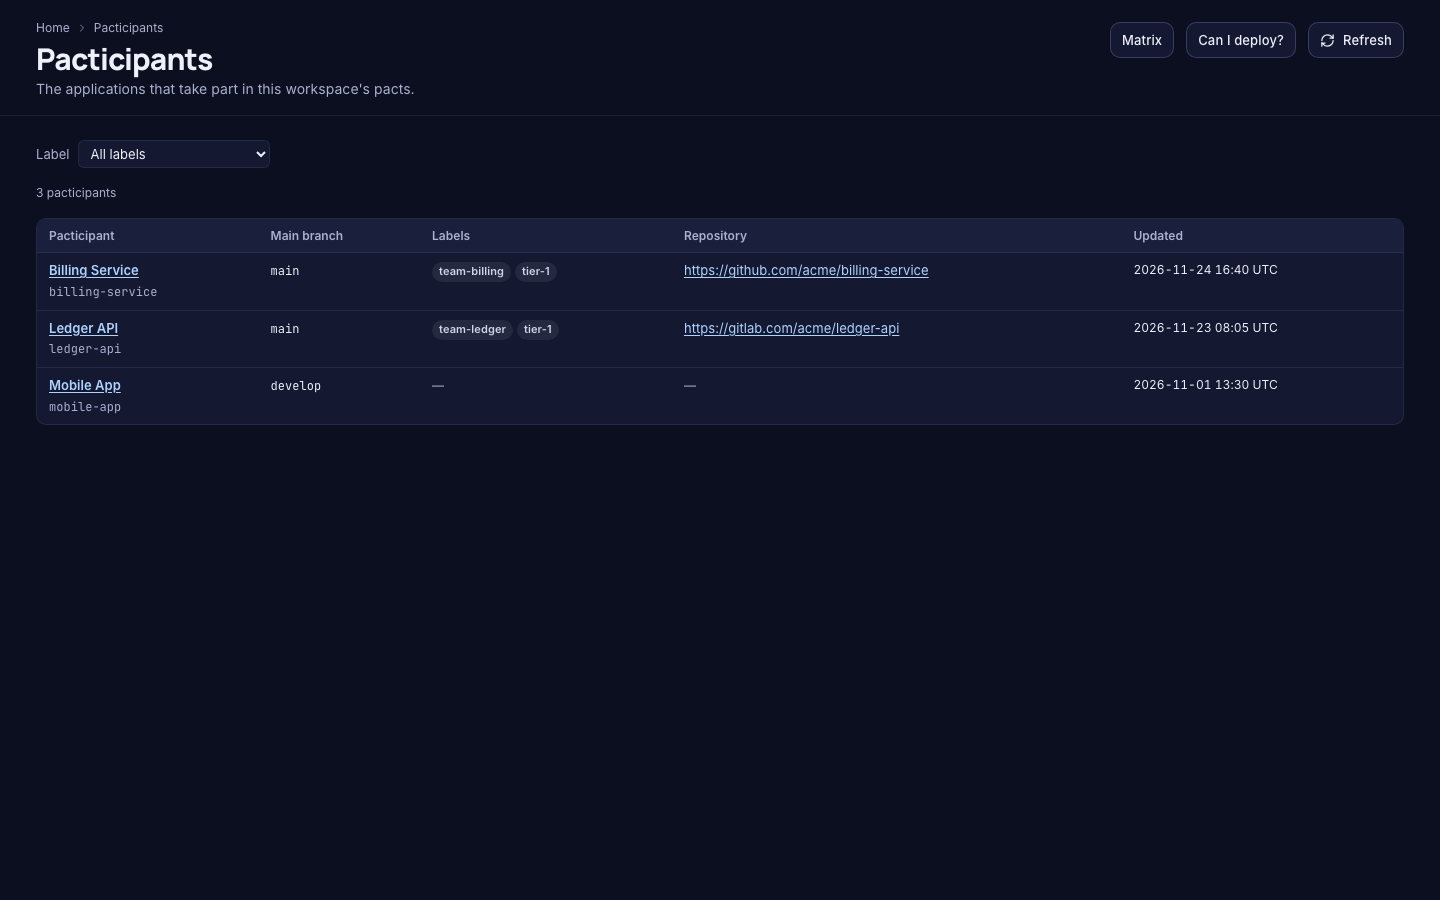 Home > Pacticipants
Pacticipants
The applications that take part in this workspace's pacts.
Matrix
Can I deploy?
Refresh
Label All labels
3 pacticipants
Pacticipant Main branch Labels Repository Updated
Billing Service main team-billing tier-1 https://github.com/acme/billing-service 2026-11-24 16:40 UTC
billing-service
Ledger API main team-ledger tier-1 https://gitlab.com/acme/ledger-api 2026-11-23 08:05 UTC
ledger-api
Mobile App develop — — 2026-11-01 13:30 UTC
mobile-app